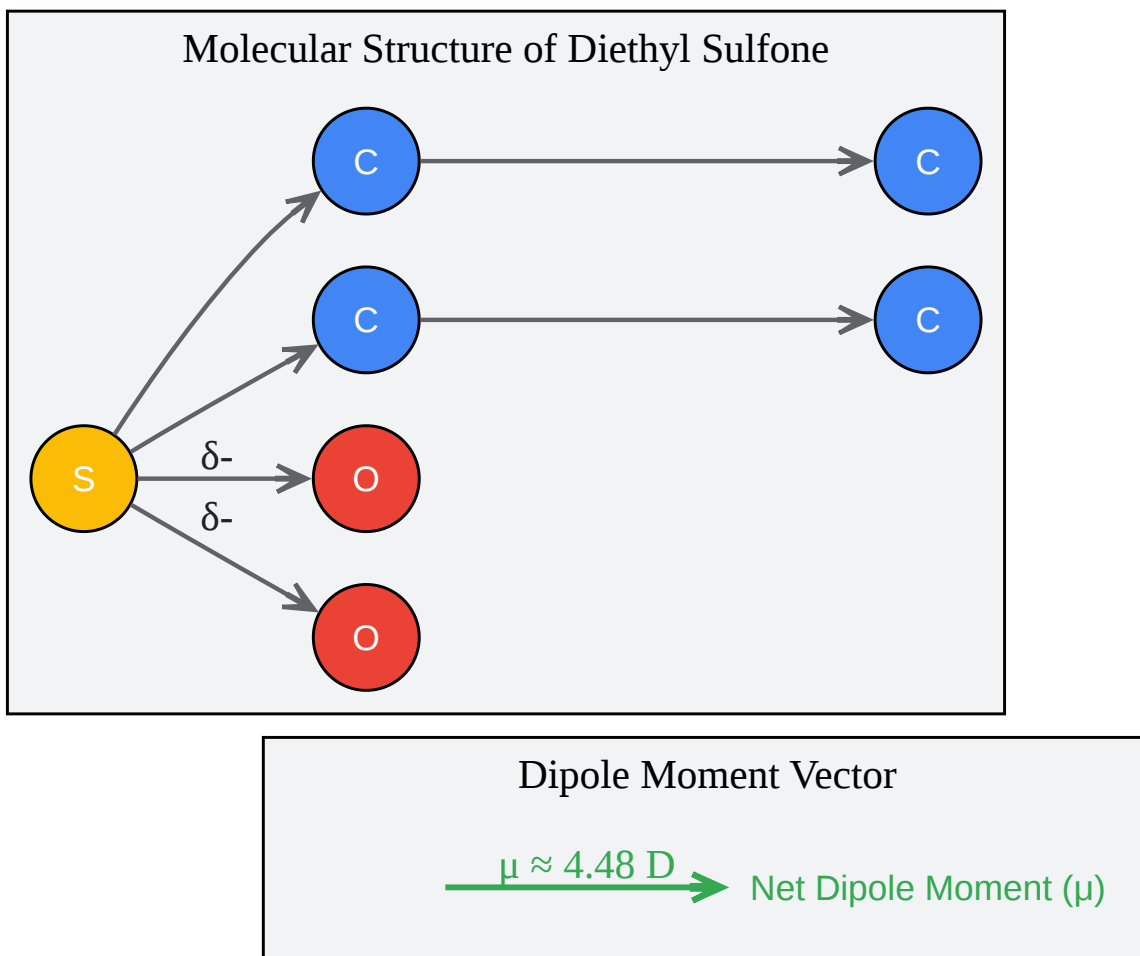 Molecular Structure of Diethyl Sulfone
C
C
C
C
δ-
S
O
δ-
O
Dipole Moment Vector
μ ≈ 4.48 D
Net Dipole Moment (μ)